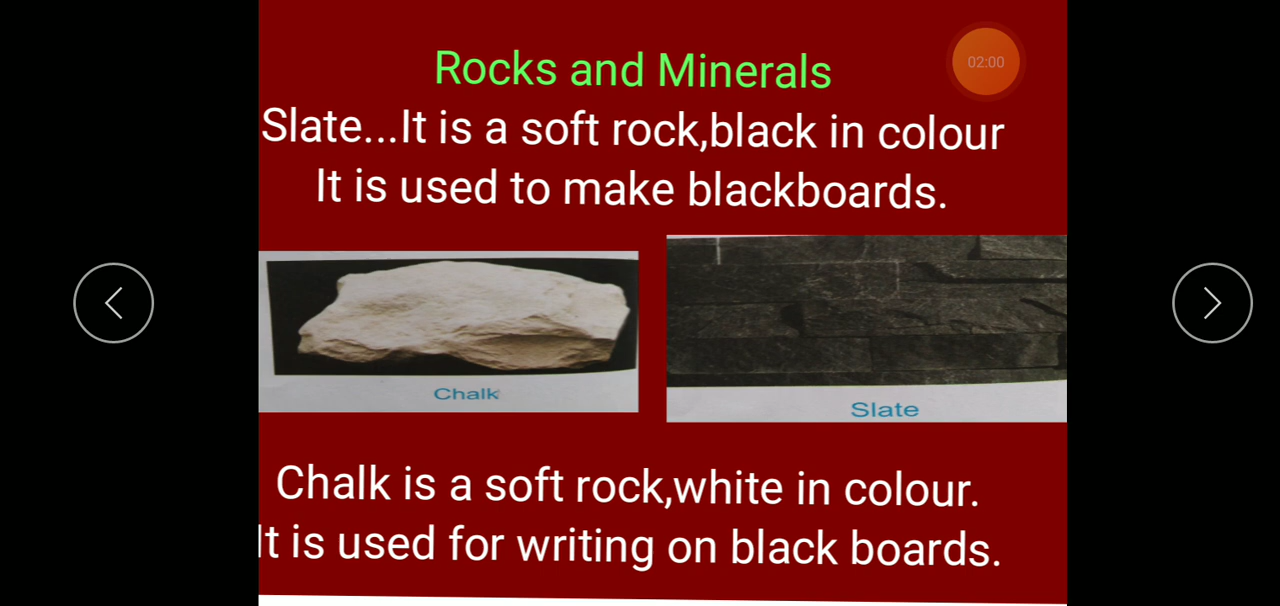 Rocks and Minerals
02:00
Slate...It is a soft rock,black in colour
It is used to make blackboards.
Chalk
Slate
Chalk is a soft rock,white in colour.
It is used for writing on black boards.